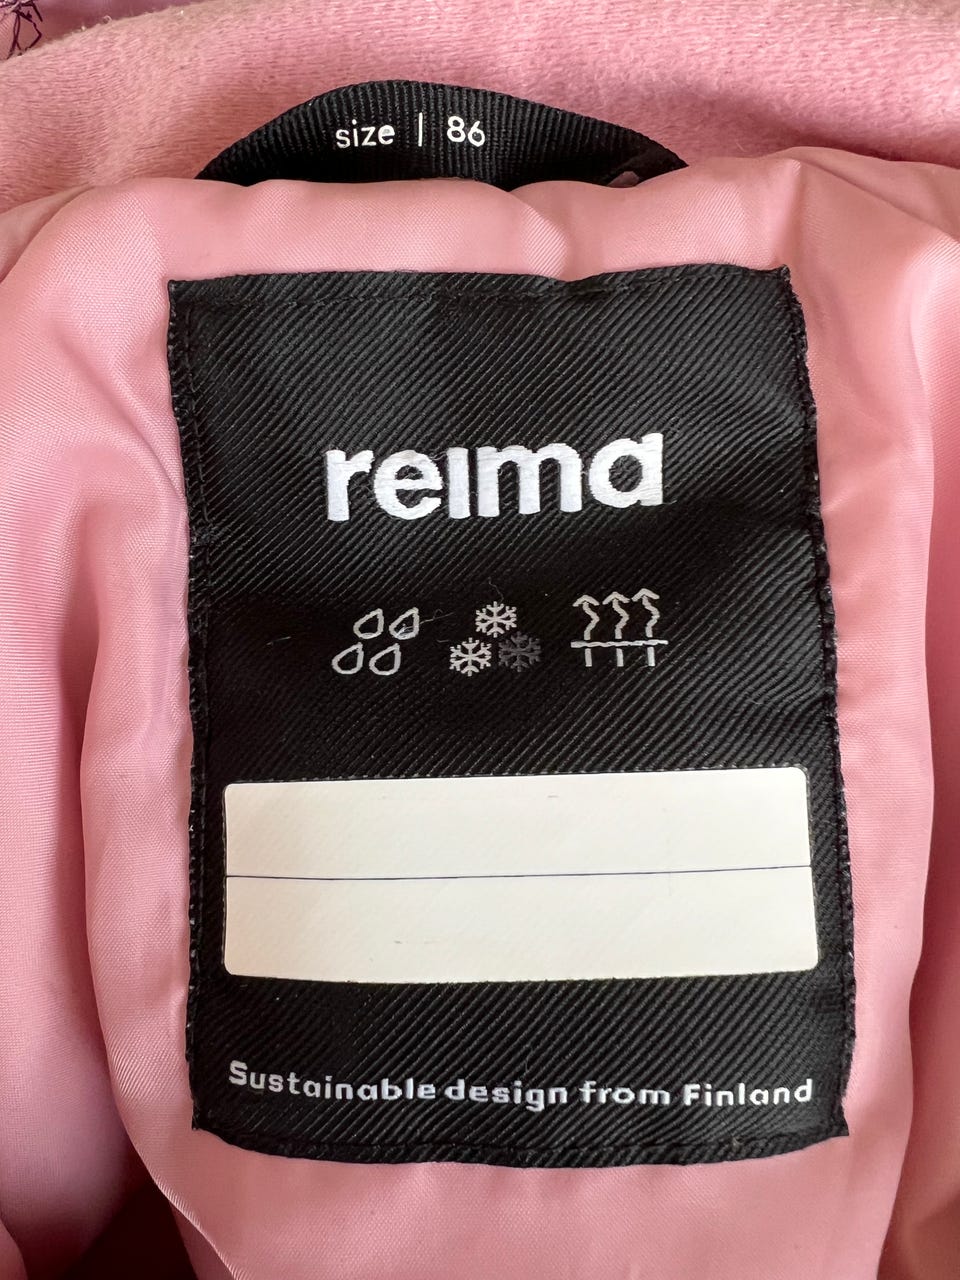 size | 86
reima
Sustainable design from Finland